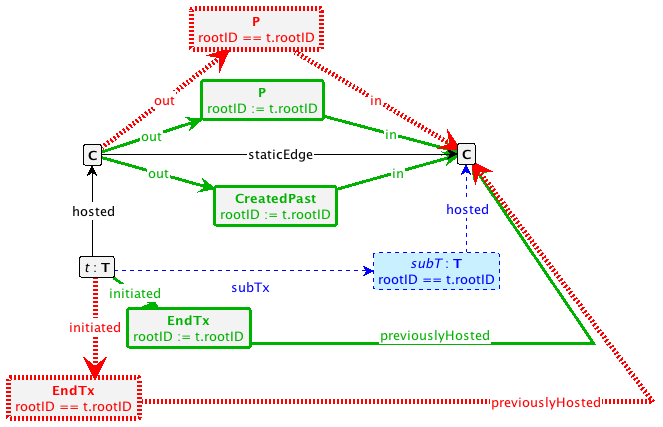 P
rootID == t.rootID
out
in
P
rootID := t.rootID
out
in
C
staticEdge
C
out
in
CreatedPast
rootID := t.rootID
hosted
hosted
t : T
subT : T
rootID == t.rootID
subTx
initiated
EndTx
rootID := t.rootID
initiated
previouslyHosted
EndTx
rootID == t.rootID
previouslyHosted